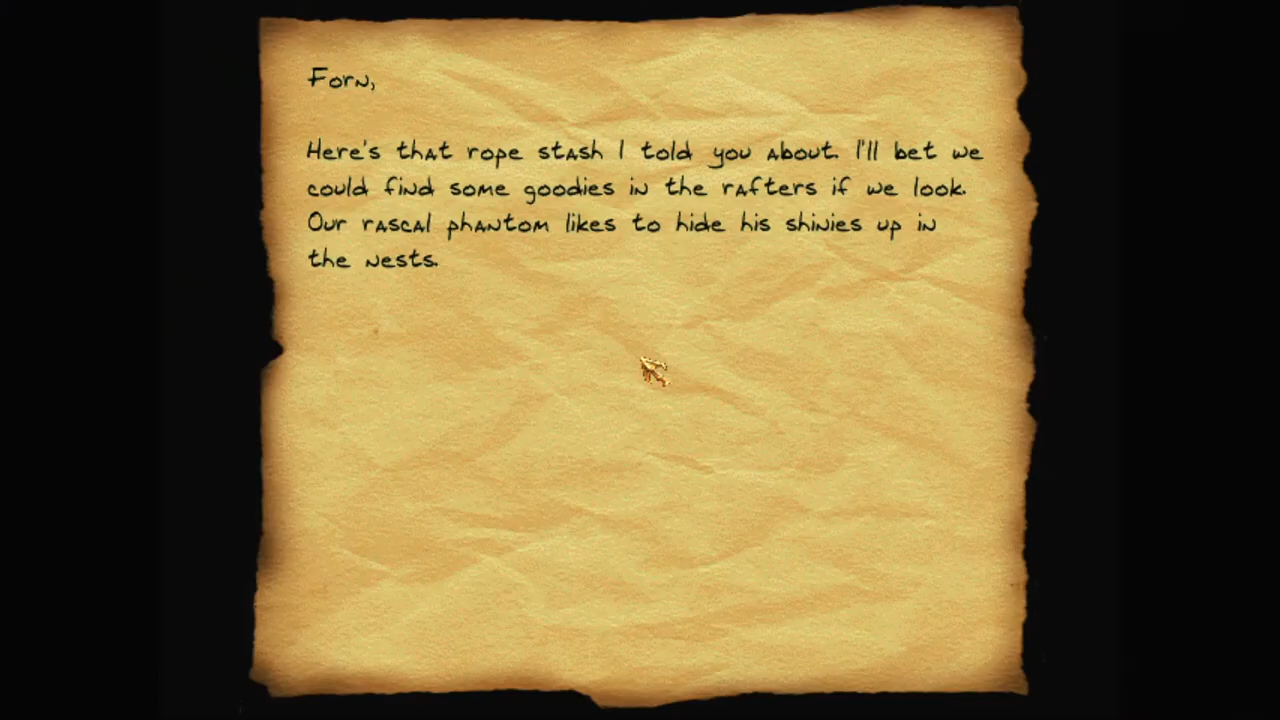 Forn,
Here's that rope stash I told you about. I'll bet we
could find some goodies in the rafters if we look.
Our rascal phantom likes to hide his shinies up in
the nests.